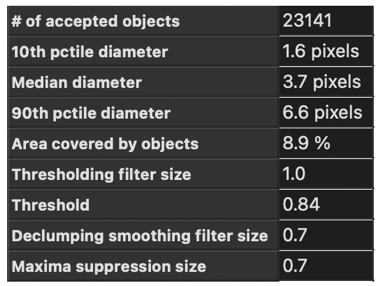 # of accepted objects 23141
10th pctile diameter 1.6 pixels
Median diameter 3.7 pixels
90th pctile diameter 6.6 pixels
Area covered by objects 8.9 %
Thresholding filter size 1.0
Threshold 0.84
Declumping smoothing filter size 0.7
Maxima suppression size 0.7